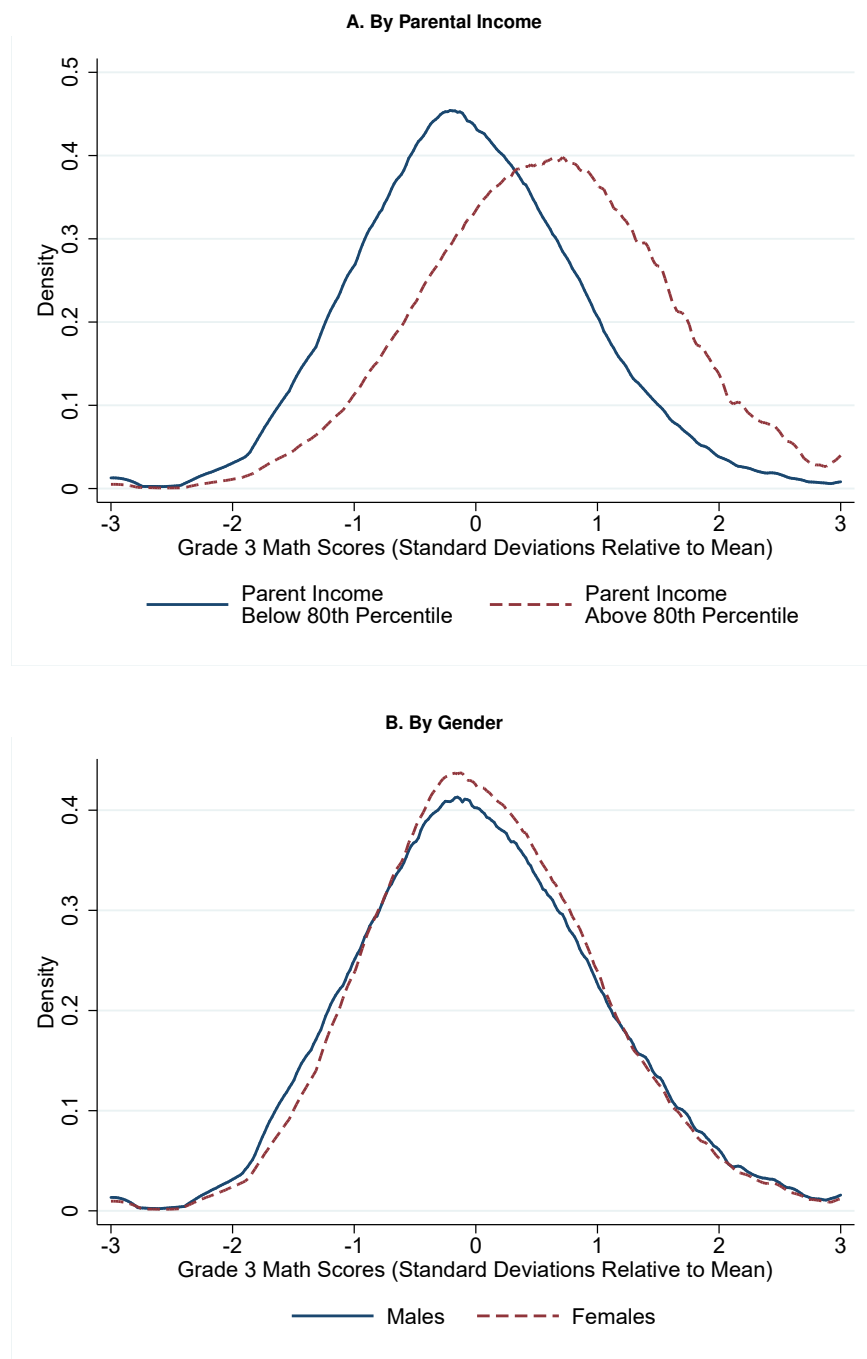 A. By Parental Income
0.5
0.4
0.3
0.2
0.1
0
Density
-3 -2 -1 0 1 2 3
Grade 3 Math Scores (Standard Deviations Relative to Mean)
Parent Income
Below 80th Percentile
Parent Income
Above 80th Percentile
B. By Gender
0.4
0.3
0.2
0.1
0
Density
-3 -2 -1 0 1 2 3
Grade 3 Math Scores (Standard Deviations Relative to Mean)
Males Females